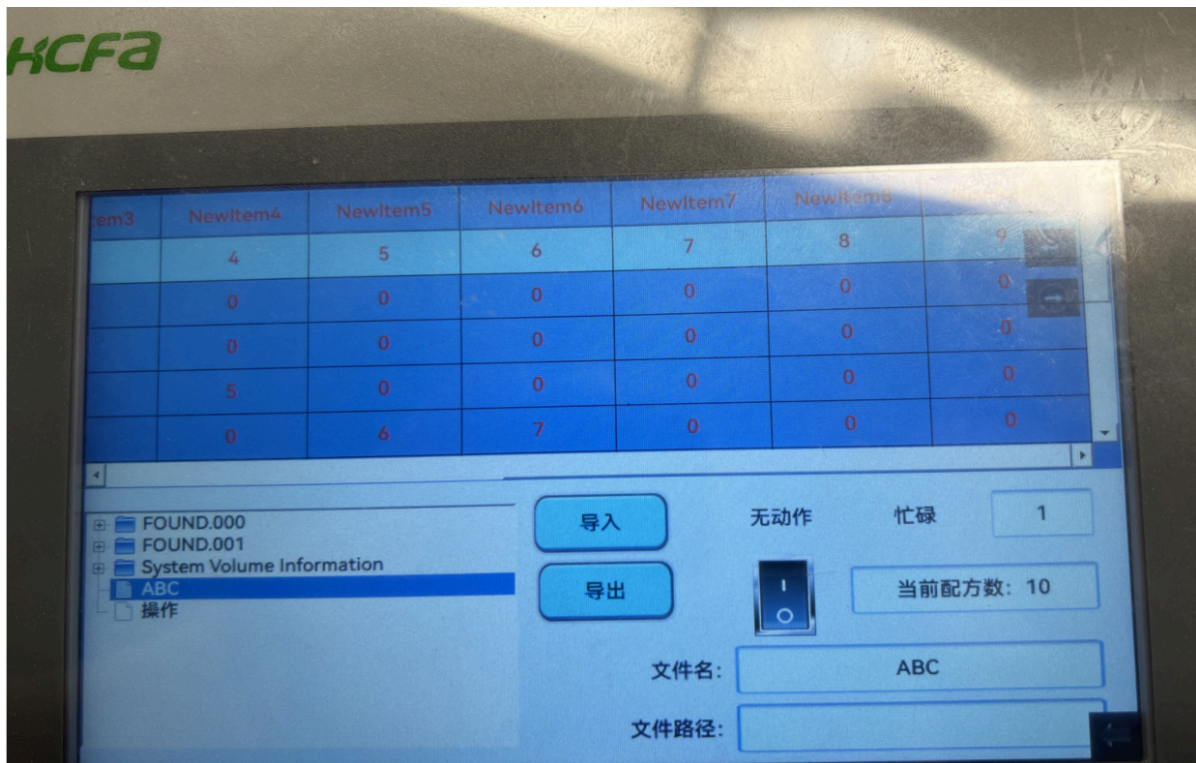 HCFa
em3 NewItem4 NewItem5 NewItem6 NewItem7 NewItem8
4 5 6 7 8 9
0 0 0 0 0 0
0 0 0 0 0 0
5 0 0 0 0 0
0 6 7 0 0 0
FOUND.000
FOUND.001
System Volume Information
ABC
操作
导入
导出
无动作
忙碌
1
当前配方数: 10
文件名:
ABC
文件路径: